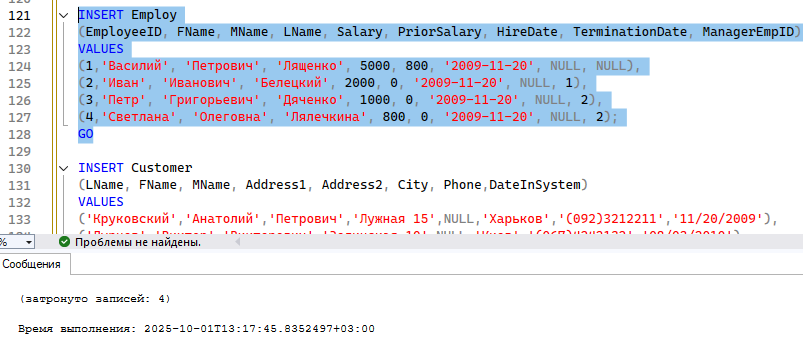 121 INSERT Employ
122 (EmployeeID, FName, MName, LName, Salary, PriorSalary, HireDate, TerminationDate, ManagerEmpID)
123 VALUES
124 (1,'Василий', 'Петрович', 'Лященко', 5000, 800, '2009-11-20', NULL, NULL),
125 (2,'Иван', 'Иванович', 'Белецкий', 2000, 0, '2009-11-20', NULL, 1),
126 (3,'Петр', 'Григорьевич', 'Дяченко', 1000, 0, '2009-11-20', NULL, 2),
127 (4,'Светлана', 'Олеговна', 'Лялечкина', 800, 0, '2009-11-20', NULL, 2);
128 GO
129
130 INSERT Customer
131 (LName, FName, MName, Address1, Address2, City, Phone,DateInSystem)
132 VALUES
133 ('Круковский','Анатолий','Петрович','Лужная 15',NULL,'Харьков','(092)3212211','11/20/2009'),
% Проблемы не найдены.
Сообщения
(затронуто записей: 4)
Время выполнения: 2025-10-01T13:17:45.8352497+03:00